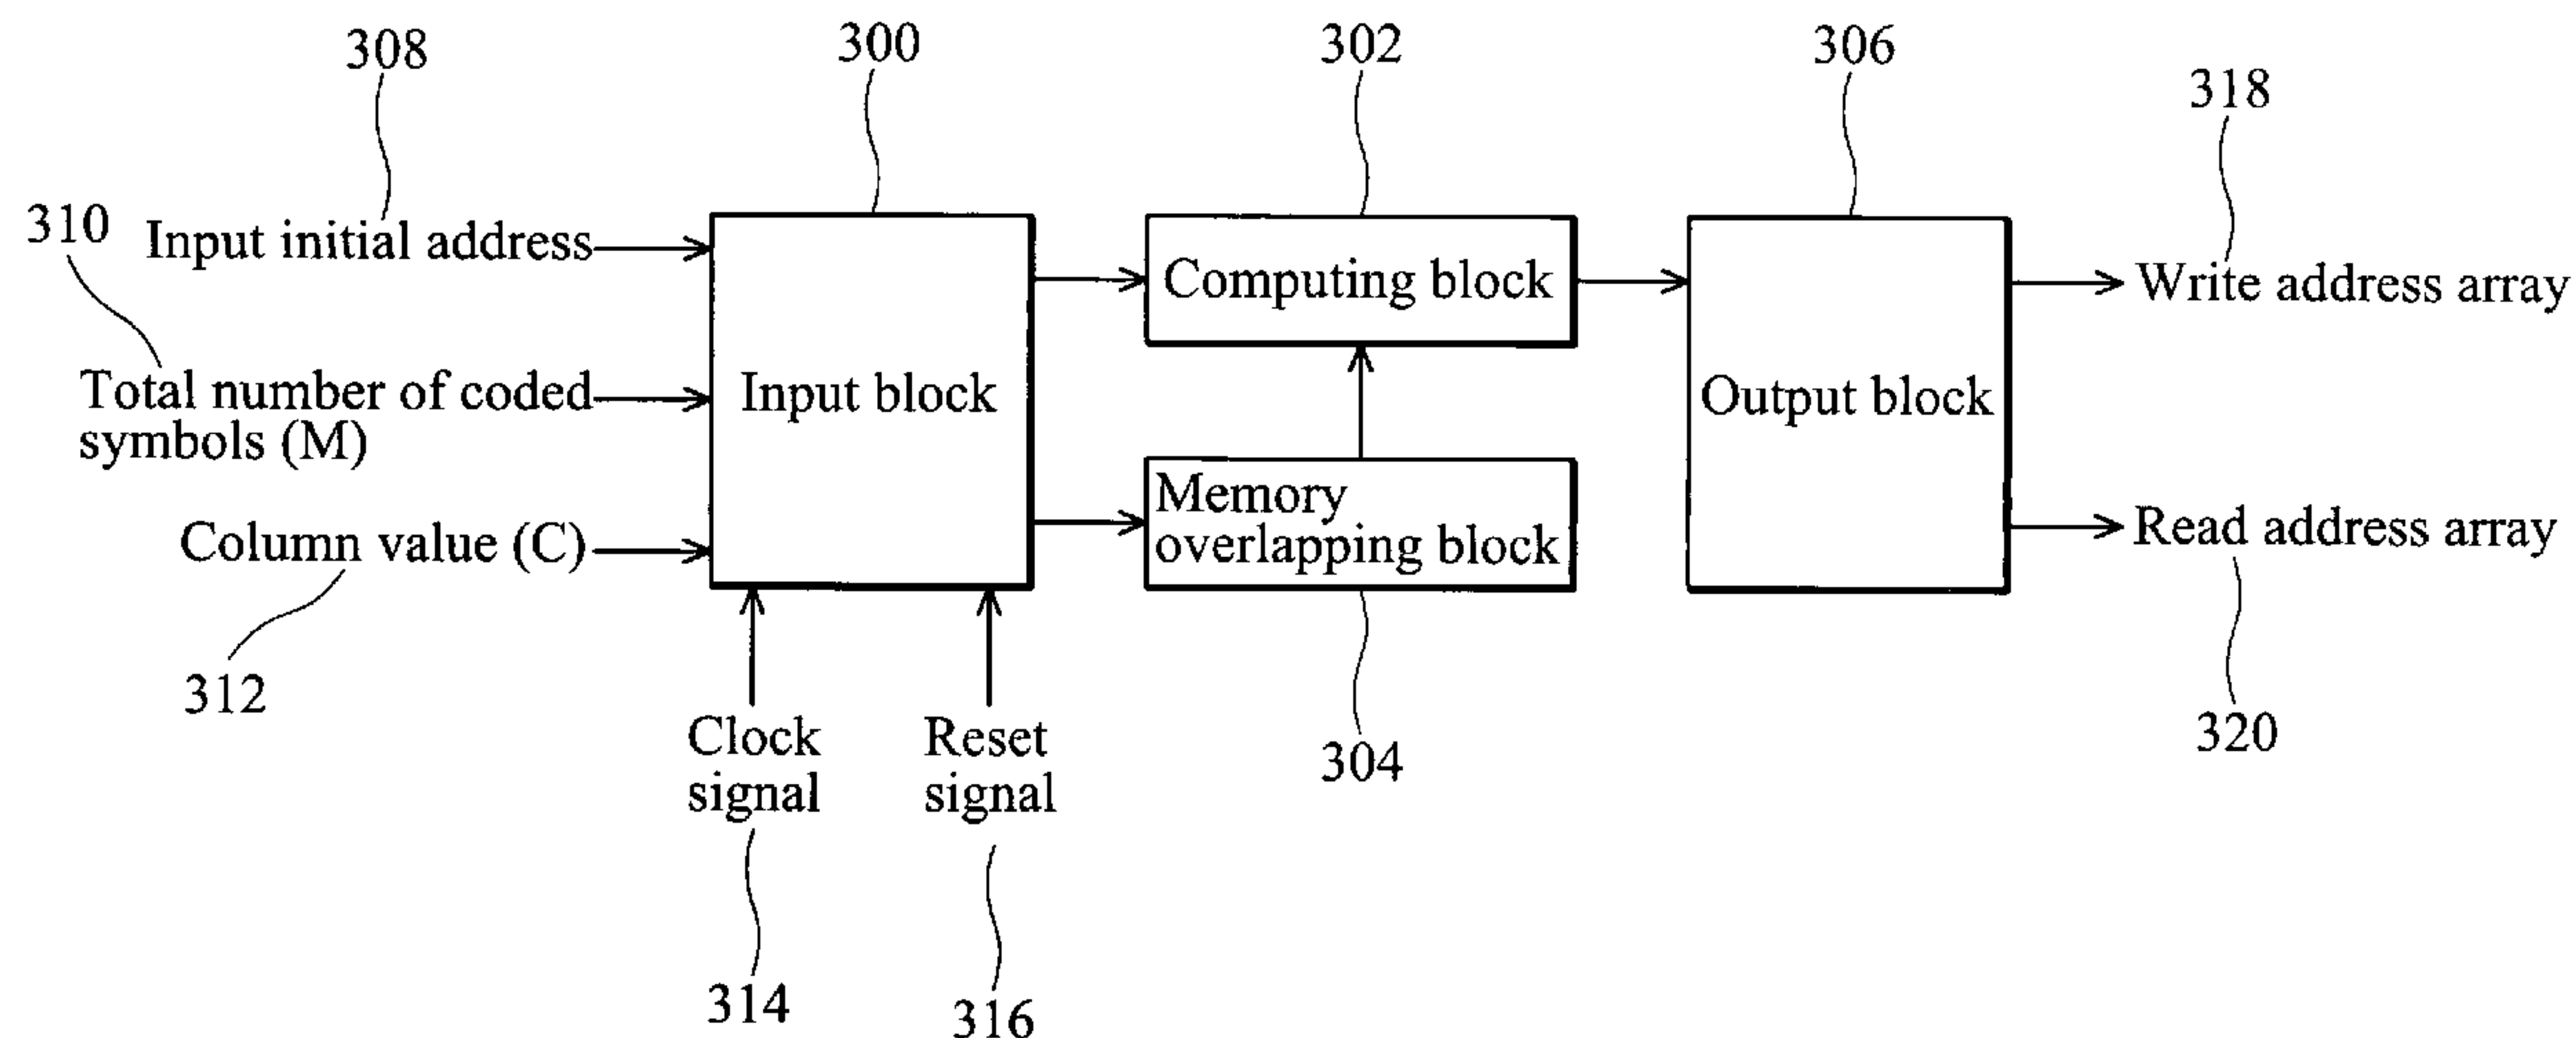 308
300
302
306
318
310
Input initial address
Total number of coded
symbols (M)
Column value (C)
312
Input block
Computing block
Memory
overlapping block
Output block
Write address array
Read address array
Clock
signal
Reset
signal
304
320
314
316